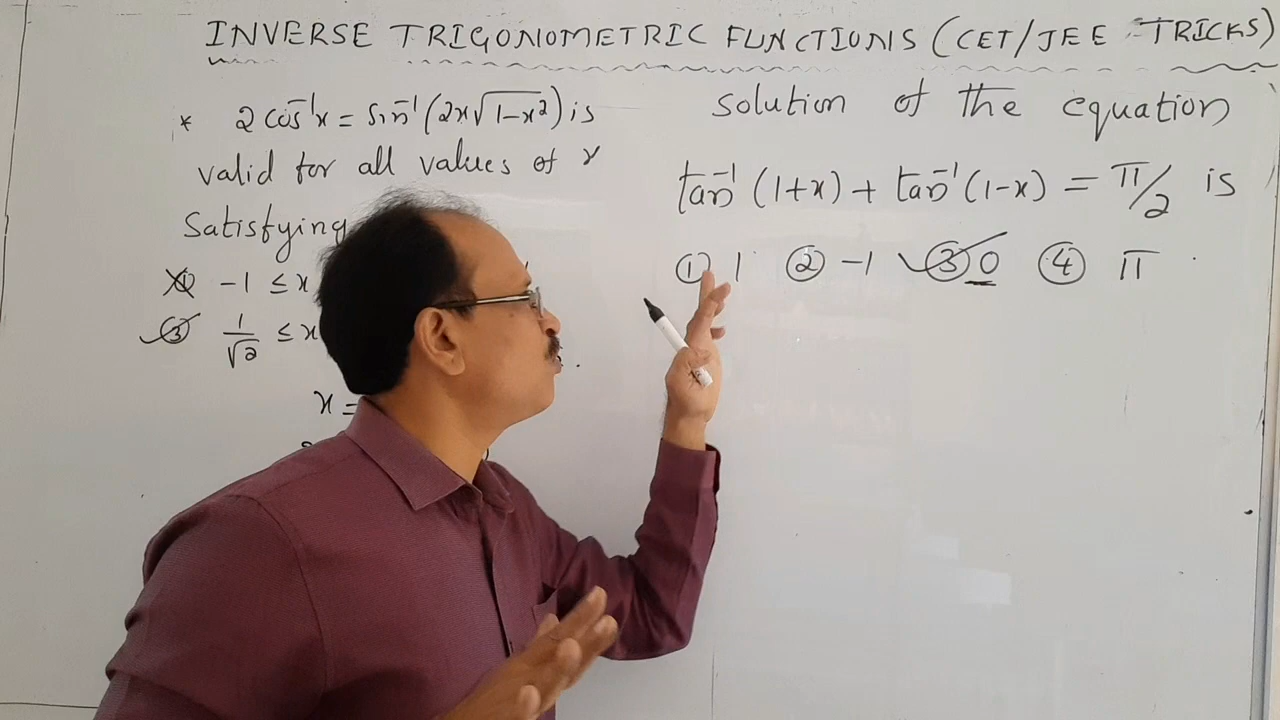 INVERSE TRIGONOMETRIC FUNCTIONS (CET/JEE TRICKS)
* 2 cos⁻¹x = sin⁻¹(2x√(1-x²)) is
valid for all values of x
Satisfying
① -1 ≤ x
③ 1/√2 ≤ x
x =
solution of the equation
tan⁻¹(1+x) + tan⁻¹(1-x) = π/2 is
① 1 ② -1 ③ 0 ④ π